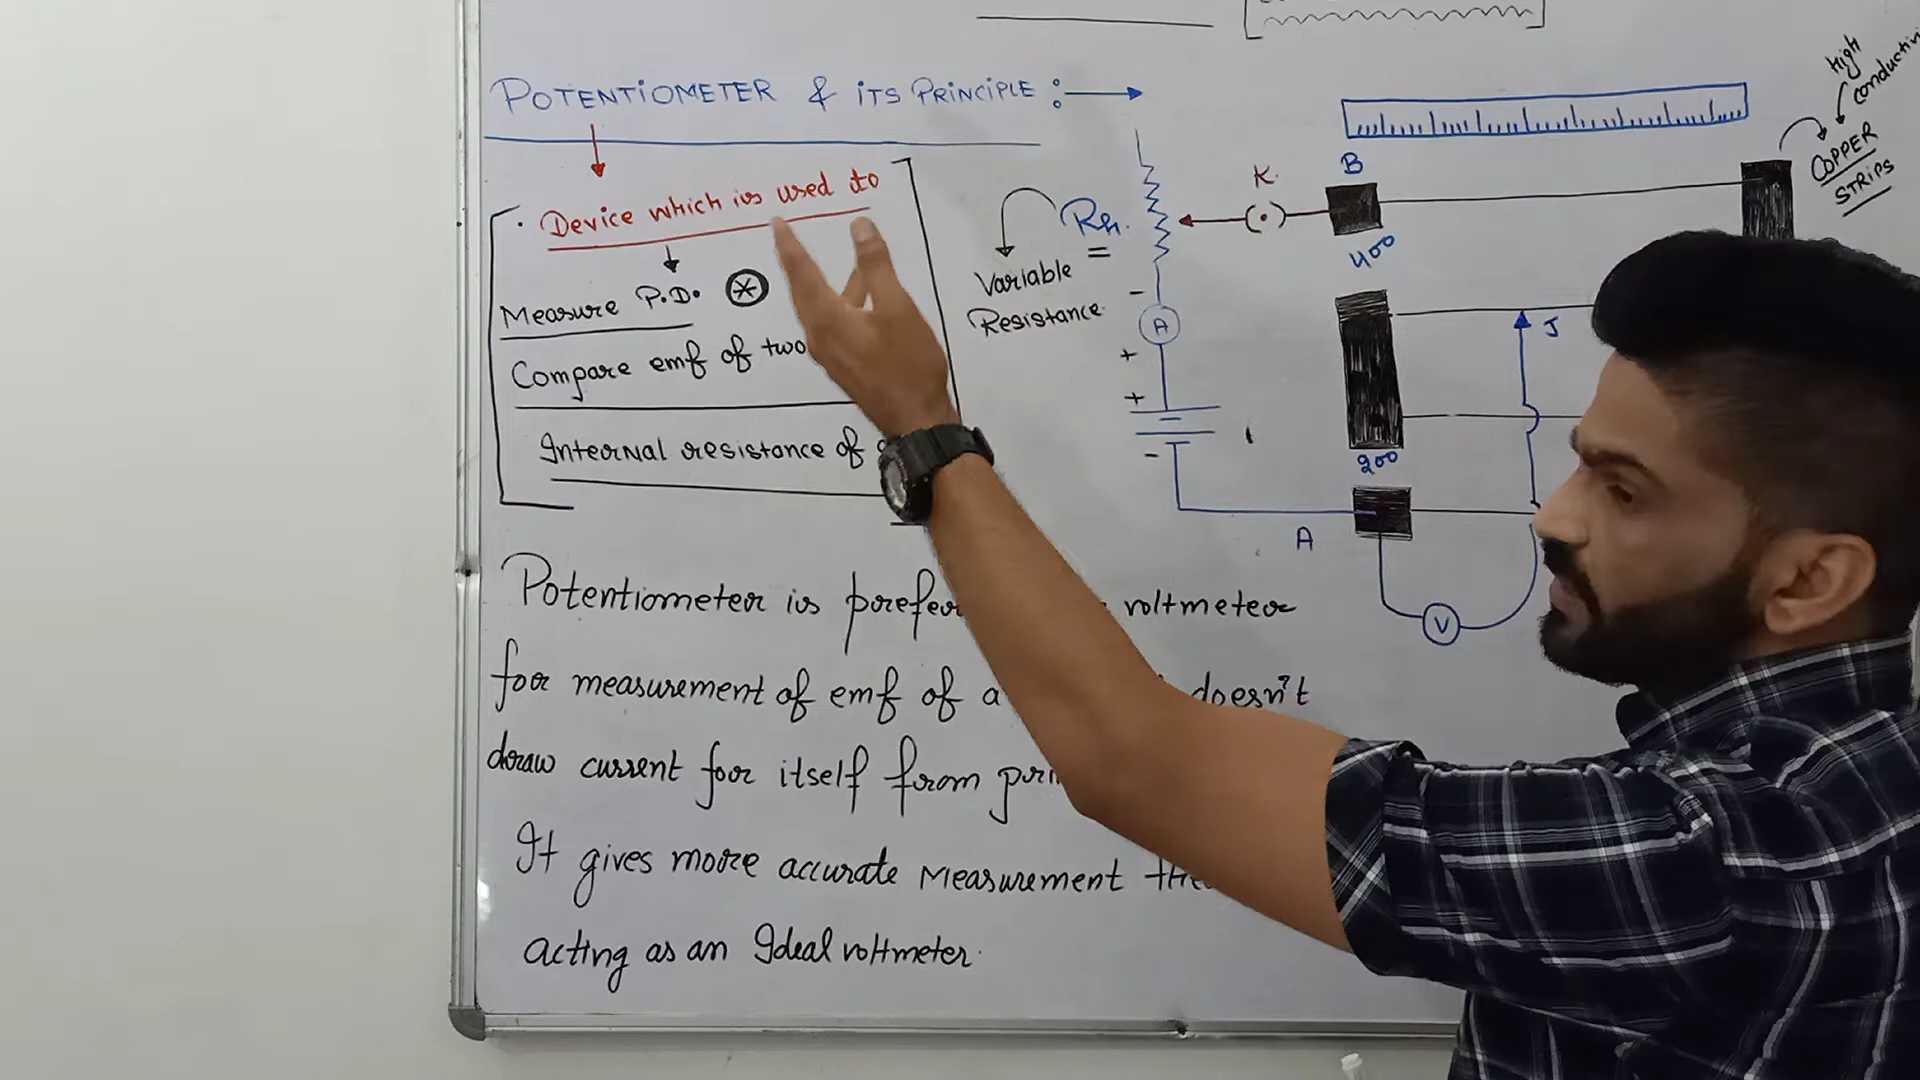 POTENTIOMETER & ITS PRINCIPLE :
Device which is used to
Measure P.D.
Compare emf of two
Internal resistance of
Potentiometer is voltmeter
for measurement of emf of a doesn't
draw current for itself from
It gives more accurate measurement
acting as an Ideal voltmeter.
Rh.
Variable
Resistance.
K.
B
400
200
A
J
V
A
-
+
+
-
High
COPPER
STRIPS